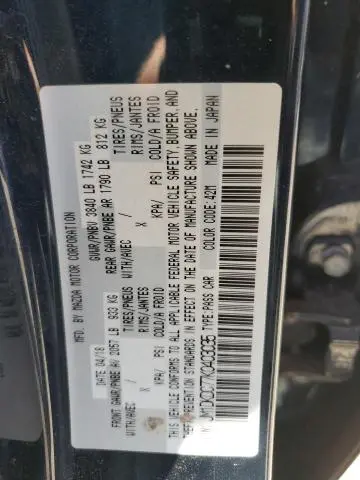 MFD. BY MAZDA MOTOR CORPORATION
DATE 04/18 GVWR/PNBV 3840 LB 1742 KG
FRONT GAWR/PNBE AV 2057 LB 933 KG REAR GAWR/PNBE AR 1790 LB 812 KG
WITH/AVEC / TIRES/PNEUS WITH/AVEC / TIRES/PNEUS
X RIMS/JANTES X RIMS/JANTES
KPA/ PSI COLD/A FROID KPA/ PSI COLD/A FROID
THIS VEHICLE CONFORMS TO ALL APPLICABLE FEDERAL MOTOR VEHICLE SAFETY, BUMPER, AND
THEFT PREVENTION STANDARDS IN EFFECT ON THE DATE OF MANUFACTURE SHOWN ABOVE.
TYPE: PASS CAR COLOR CODE: 42M MADE IN JAPAN